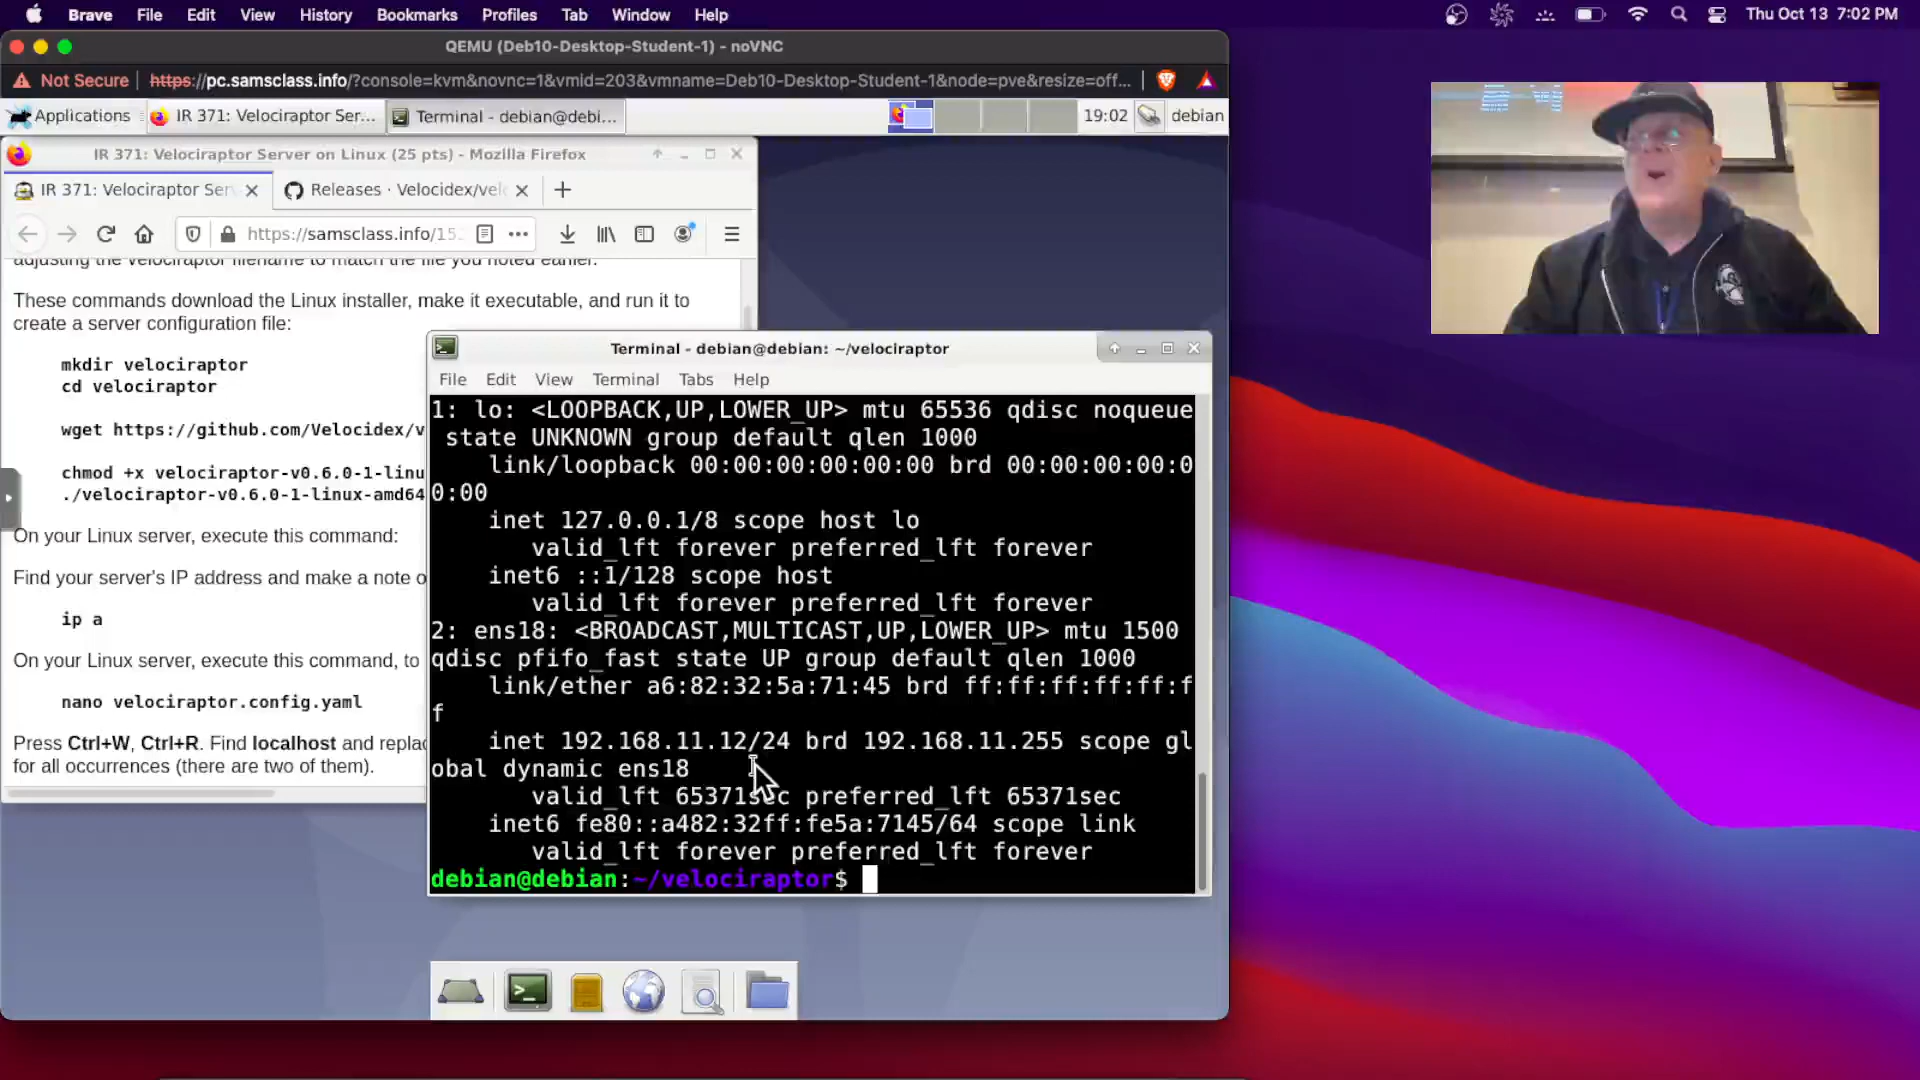 Brave File Edit View History Bookmarks Profiles Tab Window Help Thu Oct 13 7:02 PM
QEMU (Deb10-Desktop-Student-1) - noVNC
Not Secure https://pc.samsclass.info/?console=kvm&novnc=1&vmid=203&vmname=Deb10-Desktop-Student-1&node=pve&resize=off...
Applications IR 371: Velociraptor Ser... Terminal - debian@debi... 19:02 debian
IR 371: Velociraptor Server on Linux (25 pts) - Mozilla Firefox
IR 371: Velociraptor Ser Releases · Velocidex/vel
https://samsclass.info/15
adjusting the velociraptor filename to match the file you noted earlier.
These commands download the Linux installer, make it executable, and run it to
create a server configuration file:
mkdir velociraptor
cd velociraptor
wget https://github.com/Velocidex/v
chmod +x velociraptor-v0.6.0-1-linu
./velociraptor-v0.6.0-1-linux-amd64
On your Linux server, execute this command:
Find your server's IP address and make a note o
ip a
On your Linux server, execute this command, to
nano velociraptor.config.yaml
Press Ctrl+W, Ctrl+R. Find localhost and replac
for all occurrences (there are two of them).
Terminal - debian@debian: ~/velociraptor
File Edit View Terminal Tabs Help
1: lo: <LOOPBACK,UP,LOWER_UP> mtu 65536 qdisc noqueue
state UNKNOWN group default qlen 1000
link/loopback 00:00:00:00:00:00 brd 00:00:00:00:0
0:00
inet 127.0.0.1/8 scope host lo
valid_lft forever preferred_lft forever
inet6 ::1/128 scope host
valid_lft forever preferred_lft forever
2: ens18: <BROADCAST,MULTICAST,UP,LOWER_UP> mtu 1500
qdisc pfifo_fast state UP group default qlen 1000
link/ether a6:82:32:5a:71:45 brd ff:ff:ff:ff:ff:f
f
inet 192.168.11.12/24 brd 192.168.11.255 scope gl
obal dynamic ens18
valid_lft 65371sec preferred_lft 65371sec
inet6 fe80::a482:32ff:fe5a:7145/64 scope link
valid_lft forever preferred_lft forever
debian@debian:~/velociraptor$